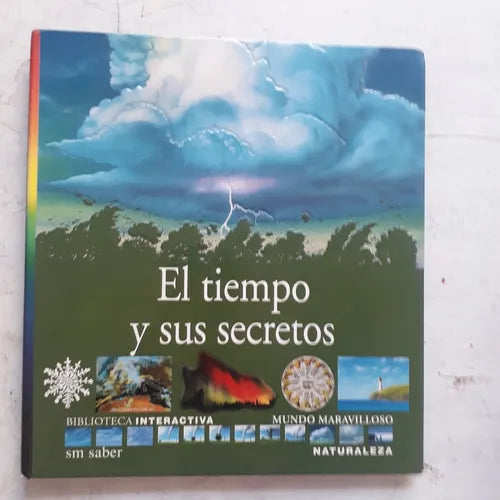 El tiempo
y sus secretos
BIBLIOTECA INTERACTIVA
MUNDO MARAVILLOSO
sm saber
NATURALEZA